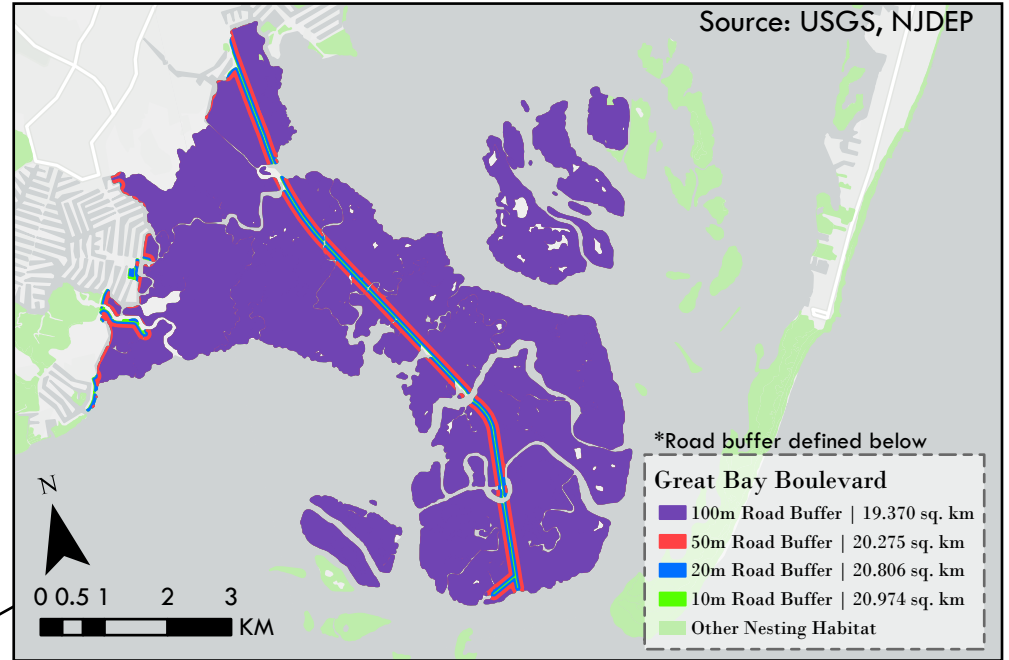 Source: USGS, NJDEP
*Road buffer defined below
Great Bay Boulevard
100m Road Buffer | 19.370 sq. km
50m Road Buffer | 20.275 sq. km
20m Road Buffer | 20.806 sq. km
10m Road Buffer | 20.974 sq. km
Other Nesting Habitat
N
0 0.5 1 2 3
KM